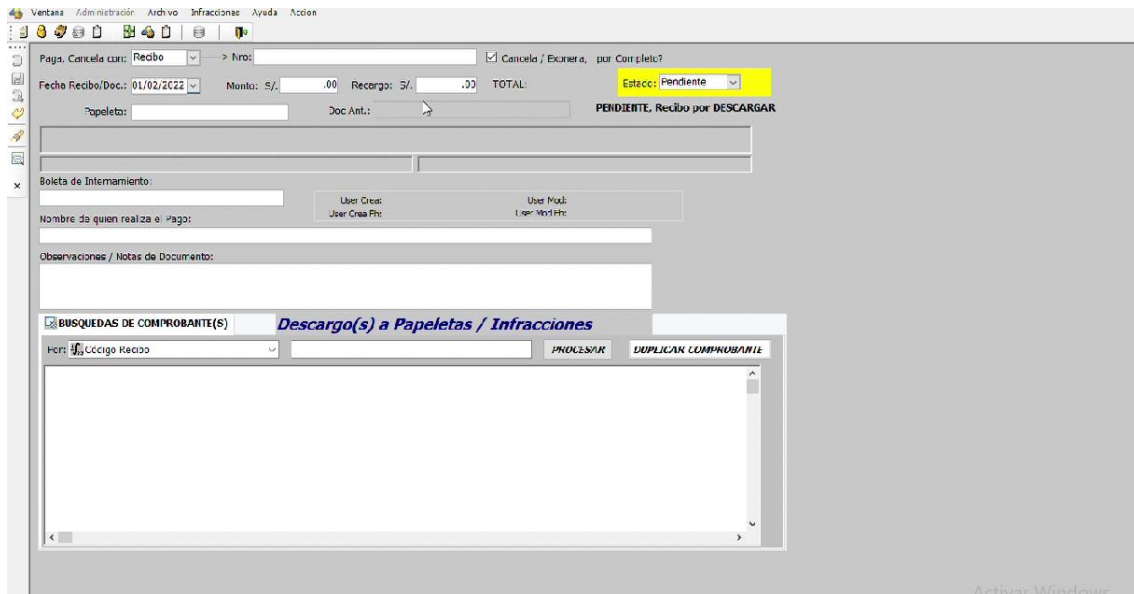 Ventana Administración Archivo Infracciones Ayuda Accion
Paga, Cancela con: Recibo ----> Nro: Cancela / Exonera, por Completo?
Fecha Recibo/Doc.: 01/02/2022 Monto: S/. .00 Recargo: S/. .00 TOTAL: Estado: Pendiente
Papeleta: Doc Ant.: PENDIENTE, Recibo por DESCARGAR
Boleta de Internamiento:
User Crea: User Mod:
User Crea Fh: User Mod Fh:
Nombre de quien realiza el Pago:
Observaciones / Notas de Documento:
BUSQUEDAS DE COMPROBANTE(S) Descargo(s) a Papeletas / Infracciones
Por: Código Recibo PROCESAR DUPLICAR COMPROBANTE
Activar Windows